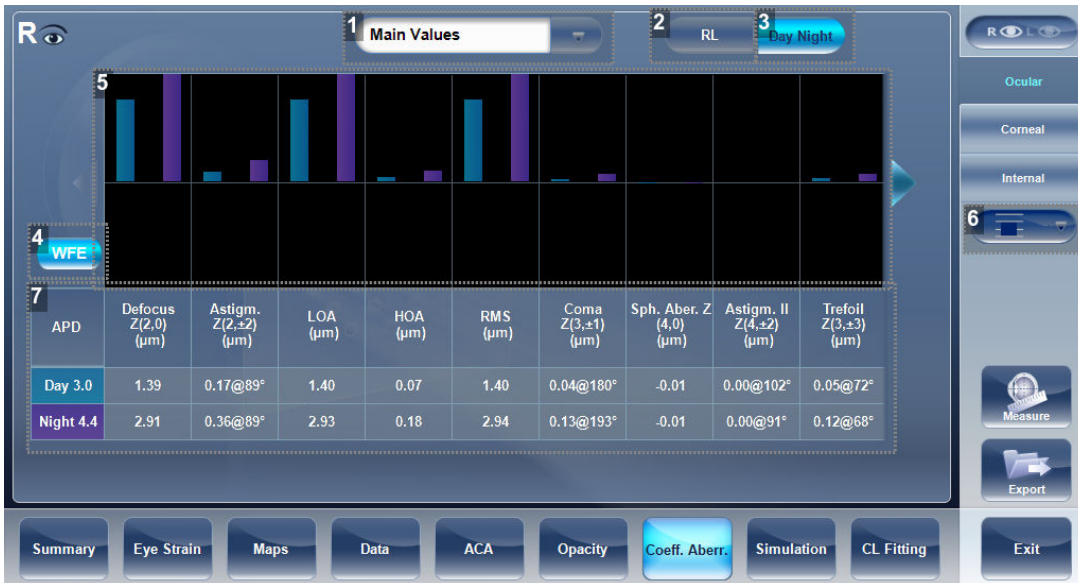 R
1
Main Values
2
RL
3
Day Night
R L
Ocular
Corneal
Internal
5
6
4
WFE
7
APD
Defocus
Z(2,0)
(μm)
Astigm.
Z(2,±2)
(μm)
LOA
(μm)
HOA
(μm)
RMS
(μm)
Coma
Z(3,±1)
(μm)
Sph. Aber. Z
(4,0)
(μm)
Astigm. II
Z(4,±2)
(μm)
Trefoil
Z(3,±3)
(μm)
Day 3.0 1.39 0.17@89° 1.40 0.07 1.40 0.04@180° -0.01 0.00@102° 0.05@72°
Night 4.4 2.91 0.36@89° 2.93 0.18 2.94 0.13@193° -0.01 0.00@91° 0.12@68°
Measure
Export
Summary
Eye Strain
Maps
Data
ACA
Opacity
Coeff. Aberr.
Simulation
CL Fitting
Exit